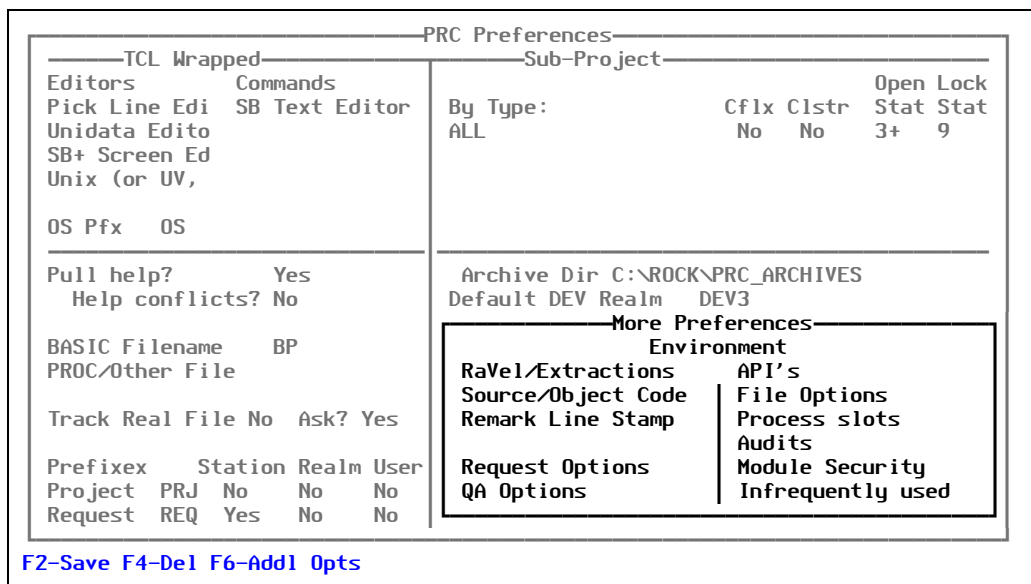 PRC Preferences
TCL Wrapped
Editors Commands
Pick Line Edi SB Text Editor
Unidata Edito
SB+ Screen Ed
Unix (or UV,
OS Pfx OS
Sub-Project
Open Lock
By Type: Cflx Clstr Stat Stat
ALL No No 3+ 9
Pull help? Yes
Help conflicts? No
BASIC Filename BP
PROC/Other File
Track Real File No Ask? Yes
Prefixex Station Realm User
Project PRJ No No No
Request REQ Yes No No
Archive Dir C:\ROCK\PRC_ARCHIVES
Default DEV Realm DEV3
More Preferences
Environment
RaVel/Extractions API's
Source/Object Code File Options
Remark Line Stamp Process slots
Audits
Request Options Module Security
QA Options Infrequently used
F2-Save F4-Del F6-Addl Opts